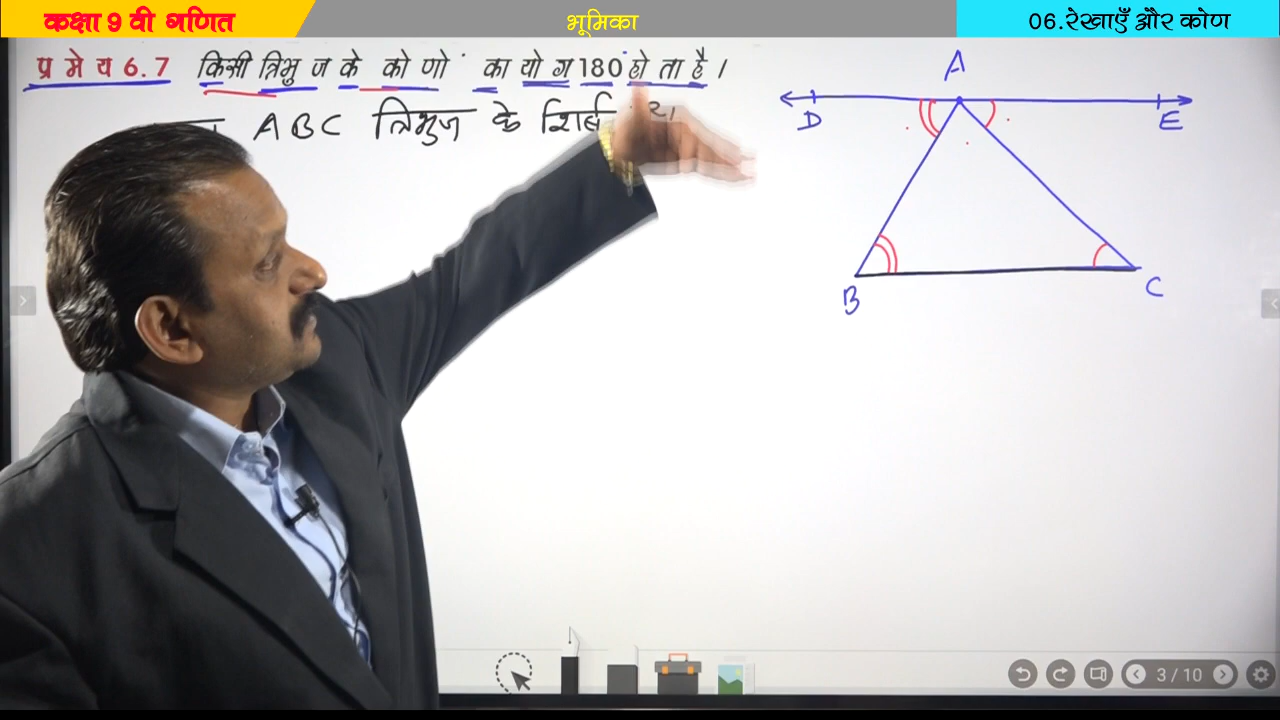 कक्षा 9 वी गणित
भूमिका
06.रेखाएँ और कोण
प्रमेय 6.7 किसी त्रिभुज के कोणों का योग 180° होता है।
ABC त्रिभुज के शिर्ष
A
D
E
B
C
3 / 10